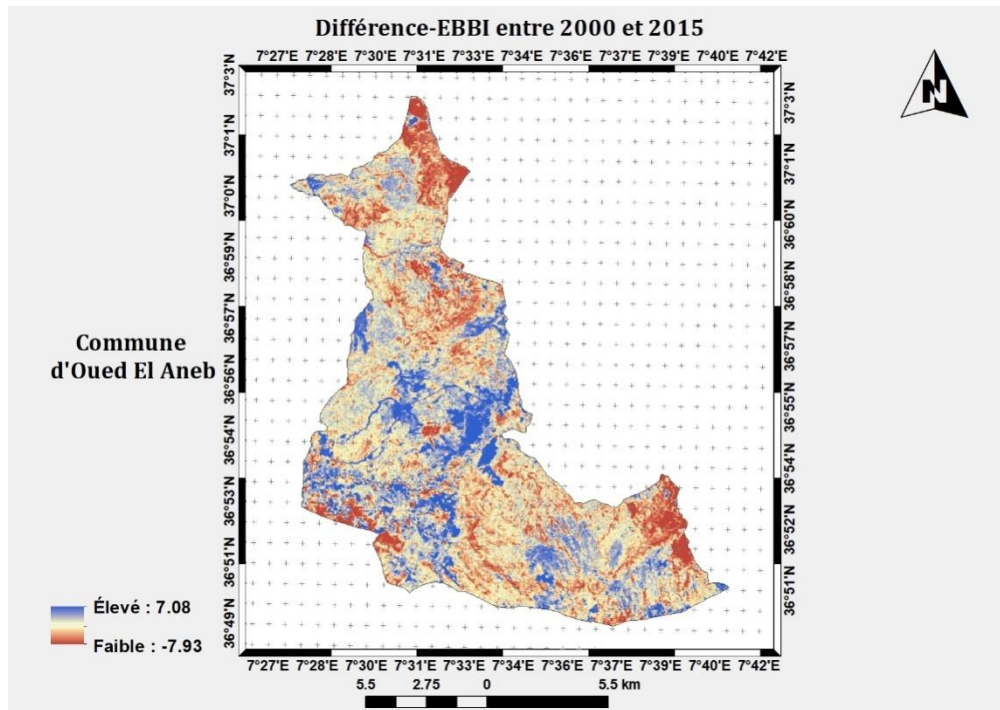 Différence-EBBI entre 2000 et 2015
7°27'E 7°28'E 7°30'E 7°31'E 7°33'E 7°34'E 7°36'E 7°37'E 7°39'E 7°40'E 7°42'E
N
37°3'N
37°1'N
37°0'N
36°59'N
36°57'N
36°56'N
36°54'N
36°53'N
36°51'N
36°49'N
37°3'N
37°1'N
36°60'N
36°58'N
36°57'N
36°55'N
36°54'N
36°52'N
36°51'N
Commune
d'Oued El Aneb
Élevé : 7.08
Faible : -7.93
7°27'E 7°28'E 7°30'E 7°31'E 7°33'E 7°34'E 7°36'E 7°37'E 7°39'E 7°40'E 7°42'E
5.5 2.75 0 5.5 km